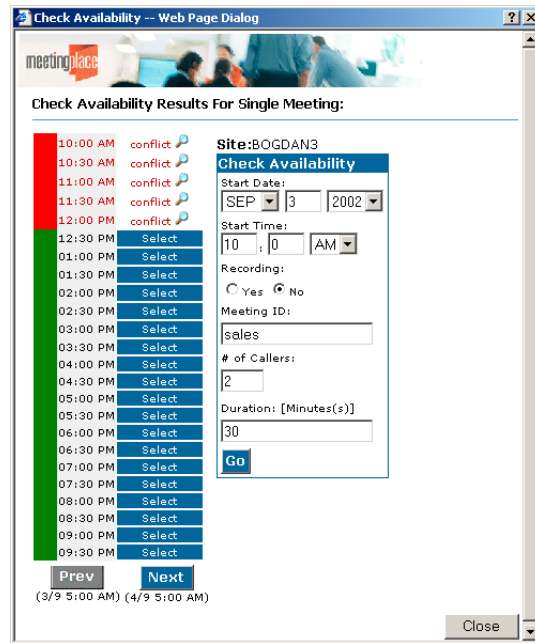 Check Availability -- Web Page Dialog
meetingplace
Check Availability Results For Single Meeting:
10:00 AM conflict
10:30 AM conflict
11:00 AM conflict
11:30 AM conflict
12:00 PM conflict
12:30 PM Select
01:00 PM Select
01:30 PM Select
02:00 PM Select
02:30 PM Select
03:00 PM Select
03:30 PM Select
04:00 PM Select
04:30 PM Select
05:00 PM Select
05:30 PM Select
06:00 PM Select
06:30 PM Select
07:00 PM Select
07:30 PM Select
08:00 PM Select
08:30 PM Select
09:00 PM Select
09:30 PM Select
Prev Next
(3/9 5:00 AM) (4/9 5:00 AM)
Site:BOGDAN3
Check Availability
Start Date:
SEP 3 2002
Start Time:
10 . 0 AM
Recording:
Yes No
Meeting ID:
sales
# of Callers:
2
Duration: [Minutes(s)]
30
Go
Close